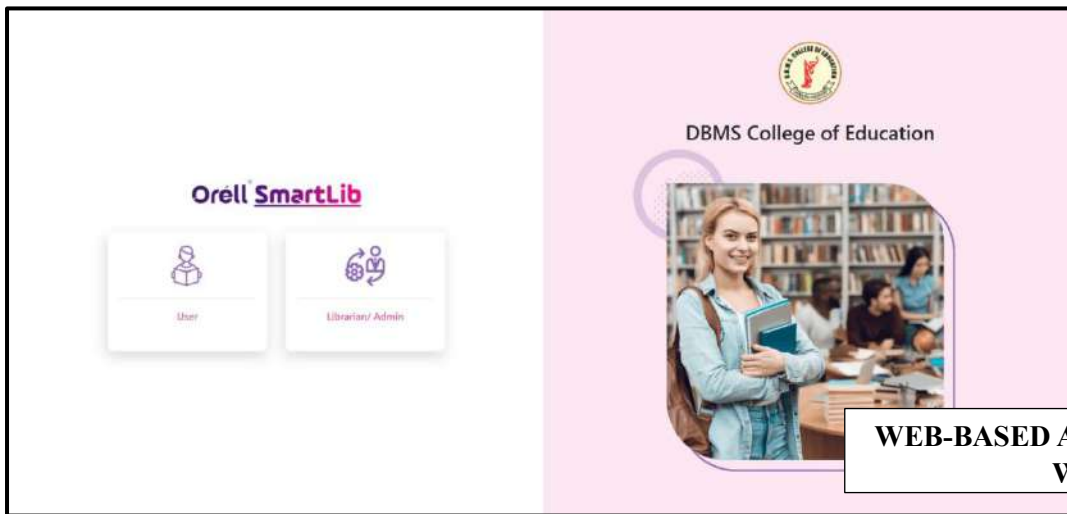 Orell SmartLib
User
Librarian/ Admin
DBMS College of Education
WEB-BASED A
W